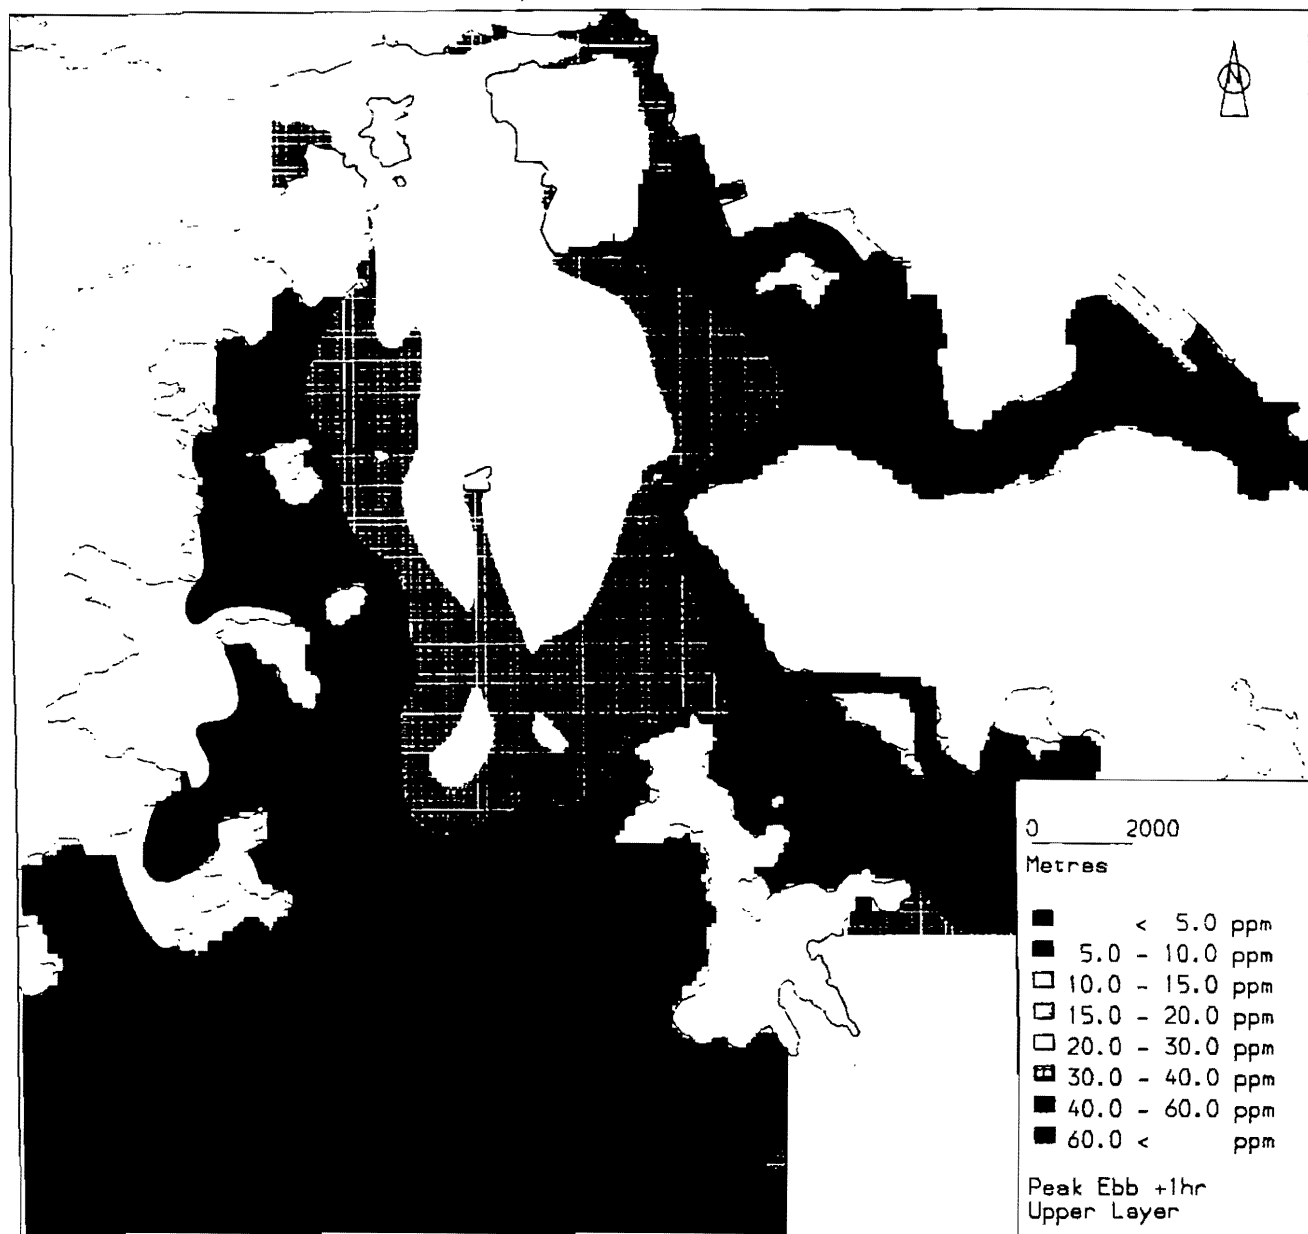 N
0 2000
Metres
< 5.0 ppm
5.0 - 10.0 ppm
10.0 - 15.0 ppm
15.0 - 20.0 ppm
20.0 - 30.0 ppm
30.0 - 40.0 ppm
40.0 - 60.0 ppm
60.0 < ppm
Peak Ebb +1hr
Upper Layer